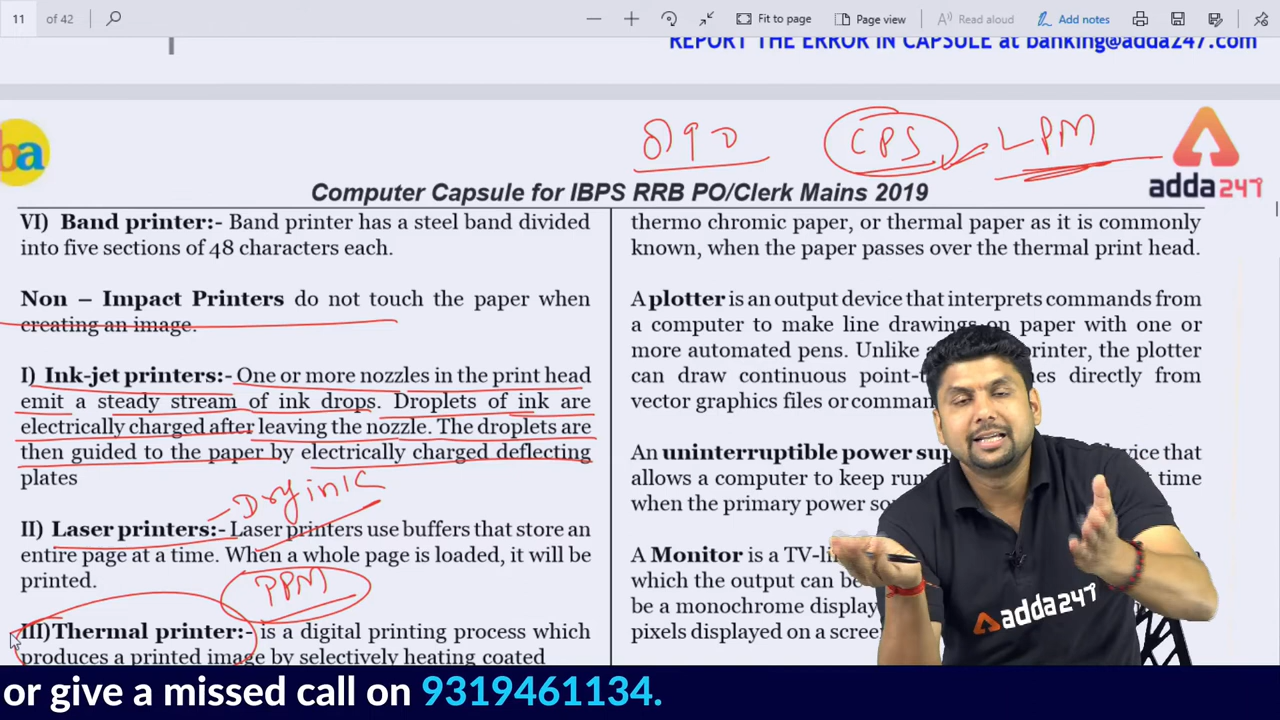 11 of 42
Fit to page
Page view
Read aloud
Add notes
REPORT THE ERROR IN CAPSULE at banking@adda247.com
ba
CPS
LPM
adda247
Computer Capsule for IBPS RRB PO/Clerk Mains 2019
VI) Band printer:- Band printer has a steel band divided
into five sections of 48 characters each.
Non – Impact Printers do not touch the paper when
creating an image.
I) Ink-jet printers:- One or more nozzles in the print head
emit a steady stream of ink drops. Droplets of ink are
electrically charged after leaving the nozzle. The droplets are
then guided to the paper by electrically charged deflecting
plates
- Dry ink
II) Laser printers:- Laser printers use buffers that store an
entire page at a time. When a whole page is loaded, it will be
printed.
PPM
III)Thermal printer:- is a digital printing process which
produces a printed image by selectively heating coated
thermo chromic paper, or thermal paper as it is commonly
known, when the paper passes over the thermal print head.
A plotter is an output device that interprets commands from
a computer to make line drawings on paper with one or
more automated pens. Unlike a printer, the plotter
can draw continuous directly from
vector graphics files or
An uninterruptible power that
allows a computer to keep time
when the primary power
A Monitor is a
which the output can be
be a monochrome
pixels displayed on a
adda247
or give a missed call on 9319461134.